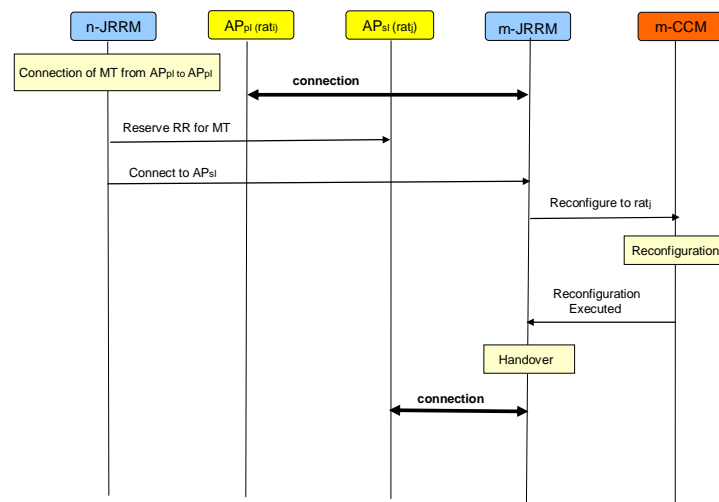 n-JRRM
APpl (rati)
APsl (ratj)
m-JRRM
m-CCM
Connection of MT from APpl to APpl
connection
Reserve RR for MT
Connect to APsl
Reconfigure to ratj
Reconfiguration
Reconfiguration
Executed
Handover
connection